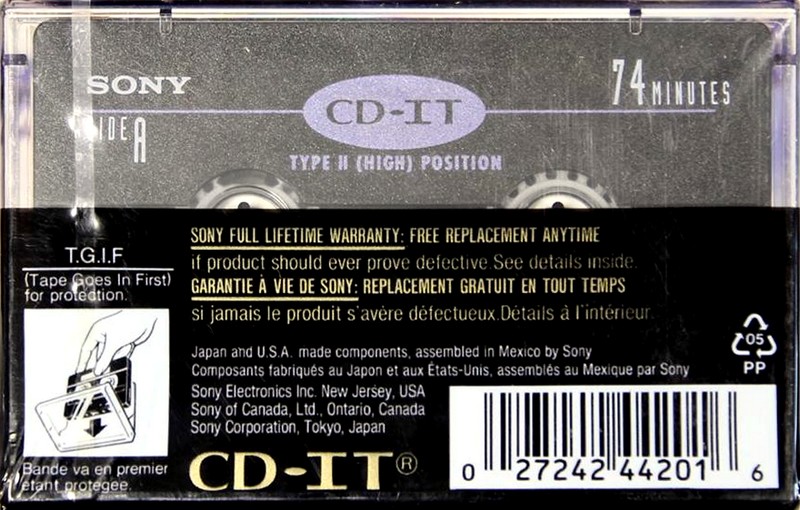 SONY
CD-IT
74 MINUTES
SIDE A
TYPE II (HIGH) POSITION
T.G.I.F
(Tape Goes In First)
for protection.
SONY FULL LIFETIME WARRANTY: FREE REPLACEMENT ANYTIME
if product should ever prove defective. See details inside.
GARANTIE À VIE DE SONY: REPLACEMENT GRATUIT EN TOUT TEMPS
si jamais le produit s'avère défectueux.Détails à l'intérieur.
Japan and U.S.A. made components, assembled in Mexico by Sony
Composants fabriqués au Japon et aux États-Unis, assemblés au Mexique par Sony
Sony Electronics Inc. New Jersey, USA
Sony of Canada, Ltd., Ontario, Canada
Sony Corporation, Tokyo, Japan
05
PP
Bande va en premier
étant protegée.
CD-IT®
0 27242 44201 6